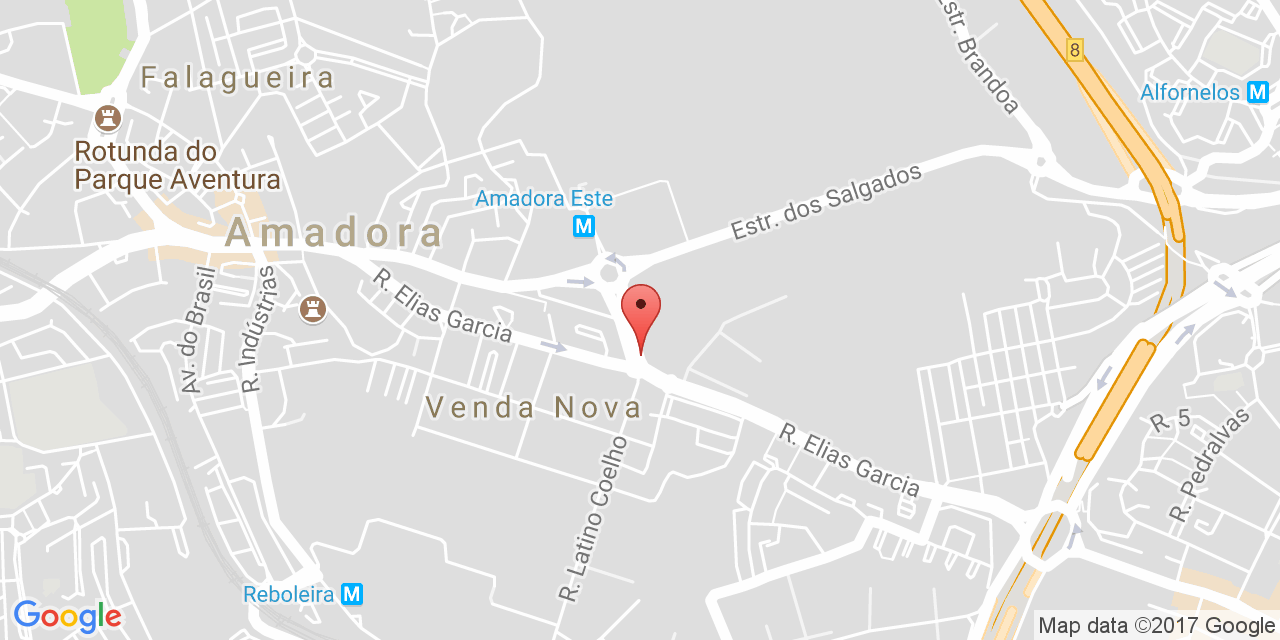 Estr. Brandoa
8
Falagueira
Alfornelos M
Rotunda do
Parque Aventura
Amadora Este
M
Estr. dos Salgados
Amadora
R. Elias Garcia
Av. do Brasil
R. Indústrias
Venda Nova
R. Elias Garcia
R. 5
R. Pedralvas
R. Latino Coelho
Reboleira M
Google
Map data ©2017 Google